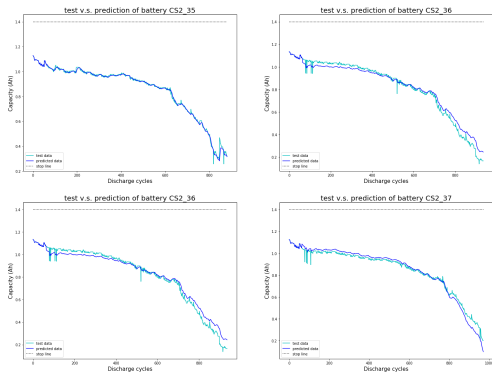 test v.s. prediction of battery CS2_35
Capacity (Ah)
1.4
1.2
1.0
0.8
0.6
0.4
0.2
test data
predicted data
stop line
0
200
400
600
800
Discharge cycles
test v.s. prediction of battery CS2_36
Capacity (Ah)
1.4
1.2
1.0
0.8
0.6
0.4
0.2
test data
predicted data
stop line
0
200
400
600
800
Discharge cycles
test v.s. prediction of battery CS2_36
Capacity (Ah)
1.4
1.2
1.0
0.8
0.6
0.4
0.2
test data
predicted data
stop line
0
200
400
600
800
Discharge cycles
test v.s. prediction of battery CS2_37
Capacity (Ah)
1.4
1.2
1.0
0.8
0.6
0.4
0.2
test data
predicted data
stop line
0
200
400
600
800
1000
Discharge cycles